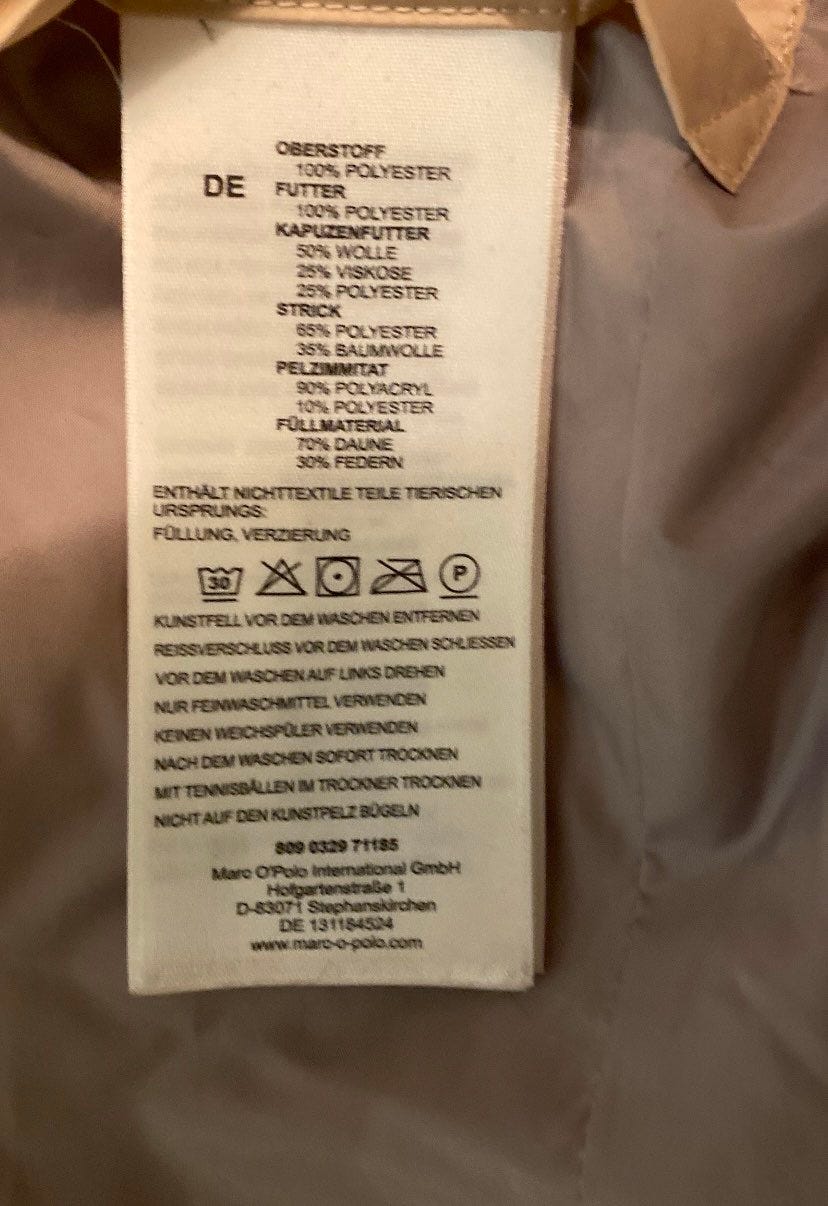 DE
OBERSTOFF
100% POLYESTER
FUTTER
100% POLYESTER
KAPUZENFUTTER
50% WOLLE
25% VISKOSE
25% POLYESTER
STRICK
65% POLYESTER
35% BAUMWOLLE
PELZIMMITAT
90% POLYACRYL
10% POLYESTER
FÜLLMATERIAL
70% DAUNE
30% FEDERN
ENTHÄLT NICHTTEXTILE TEILE TIERISCHEN
URSPRUNGS:
FÜLLUNG, VERZIERUNG
30 P
KUNSTFELL VOR DEM WASCHEN ENTFERNEN
REISSVERSCHLUSS VOR DEM WASCHEN SCHLIESSEN
VOR DEM WASCHEN AUF LINKS DREHEN
NUR FEINWASCHMITTEL VERWENDEN
KEINEN WEICHSPÜLER VERWENDEN
NACH DEM WASCHEN SOFORT TROCKNEN
MIT TENNISBÄLLEN IM TROCKNER TROCKNEN
NICHT AUF DEN KUNSTPELZ BÜGELN
809 0329 71185
Marc O'Polo International GmbH
Hofgartenstraße 1
D-83071 Stephanskirchen
DE 131184524
www.marc-o-polo.com